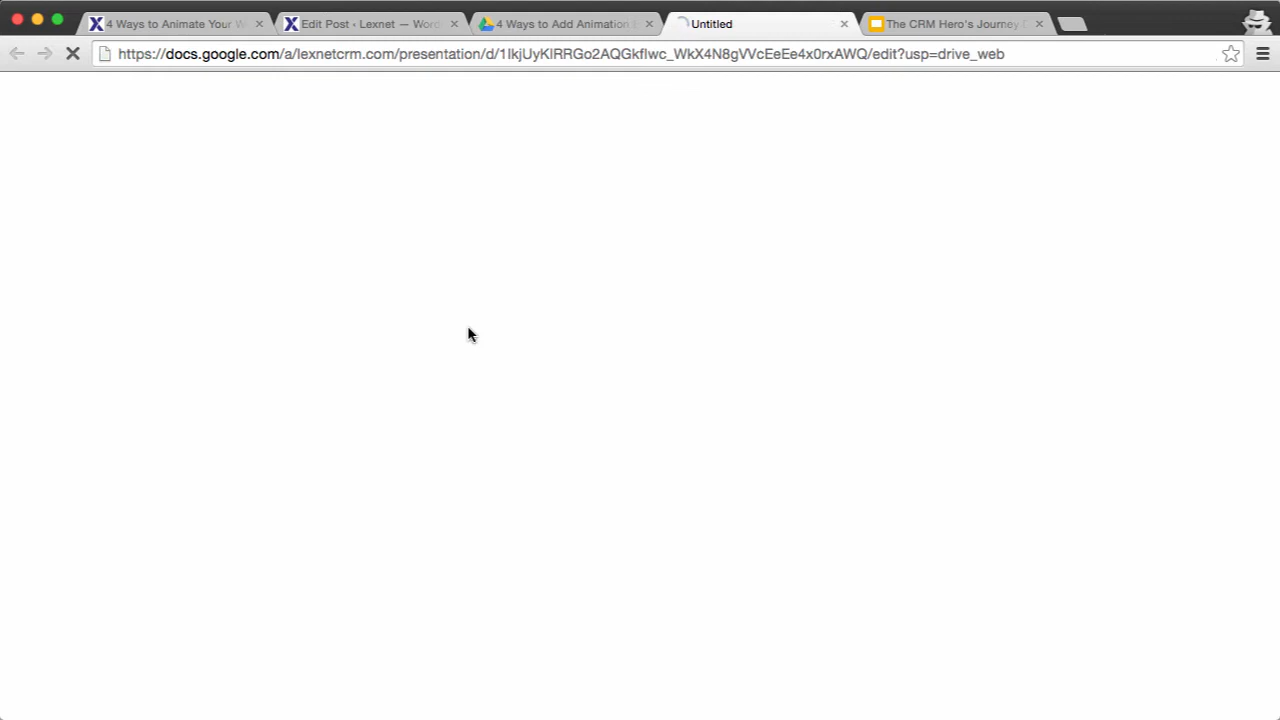 4 Ways to Animate Your W
Edit Post ‹ Lexnet — Word
4 Ways to Add Animation
Untitled
The CRM Hero's Journey
https://docs.google.com/a/lexnetcrm.com/presentation/d/1IkjUyKIRRGo2AQGkfIwc_WkX4N8gVVcEeEe4x0rxAWQ/edit?usp=drive_web